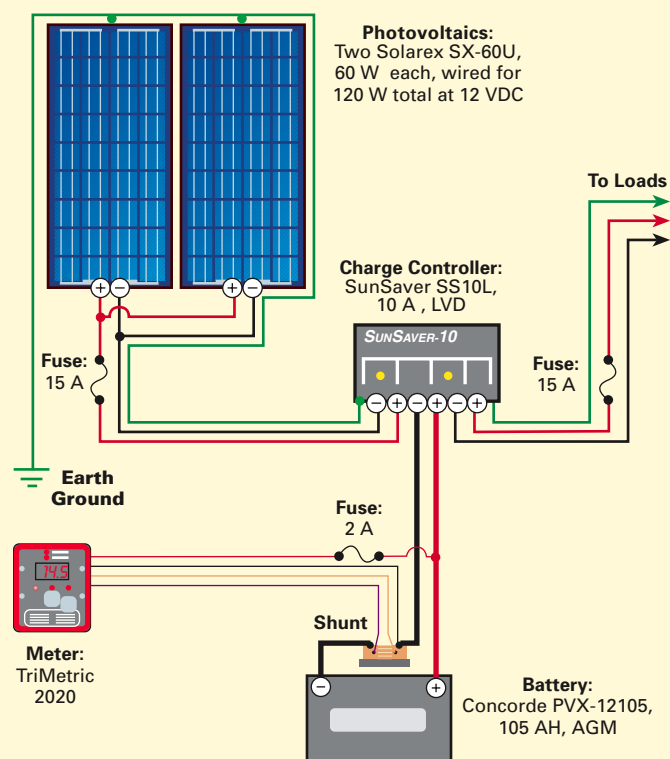 Photovoltaics:
Two Solarex SX-60U,
60 W each, wired for
120 W total at 12 VDC
To Loads
+ −
+ −
Charge Controller:
SunSaver SS10L,
10 A , LVD
SUNSAVER-10
Fuse:
15 A
Fuse:
15 A
− + − + − +
Earth
Ground
Fuse:
2 A
14.5
Shunt
Meter:
TriMetric
2020
− +
Battery:
Concorde PVX-12105,
105 AH, AGM